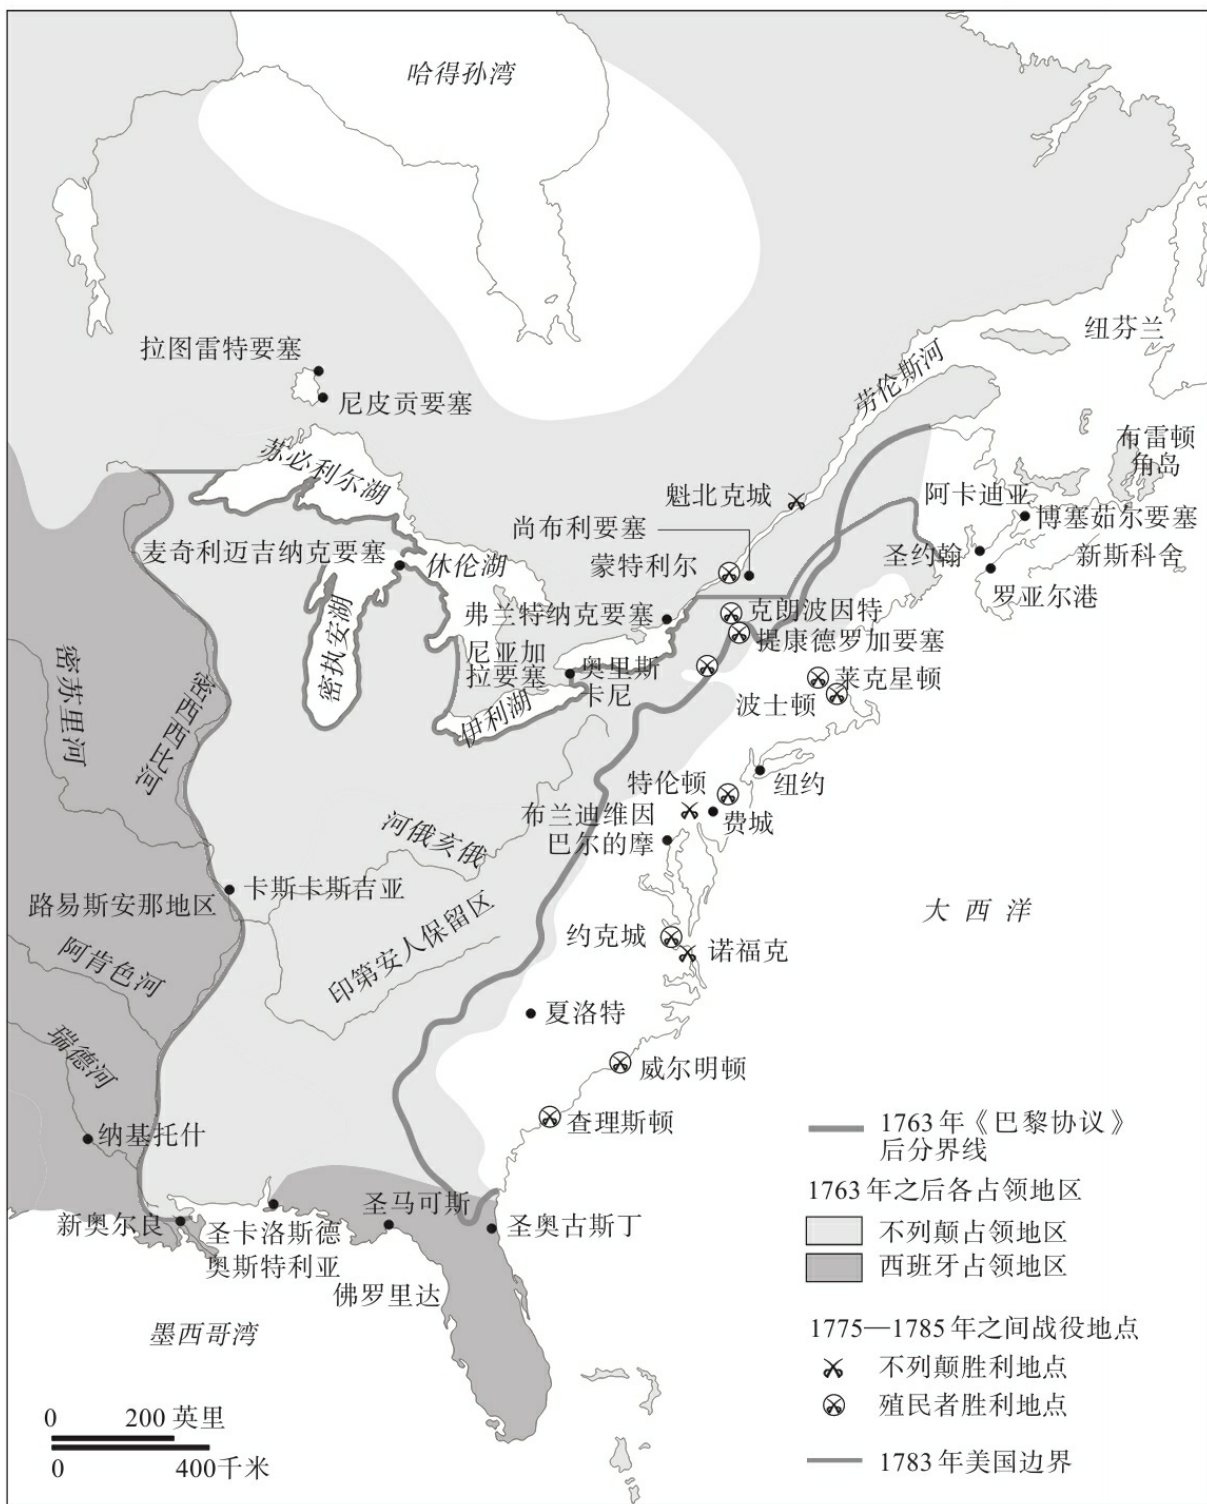 哈得孙湾
纽芬兰
拉图雷特要塞
尼皮贡要塞
劳伦斯河
苏必利尔湖
布雷顿
角岛
魁北克城
阿卡迪亚
尚布利要塞
博塞茹尔要塞
麦奇利迈吉纳克要塞
休伦湖
蒙特利尔
圣约翰
新斯科舍
罗亚尔港
弗兰特纳克要塞
克朗波因特
提康德罗加要塞
密执安湖
尼亚加
拉要塞
奥里斯
卡尼
莱克星顿
波士顿
伊利湖
密苏里河
密西西比河
特伦顿
纽约
布兰迪维因
费城
巴尔的摩
河俄亥俄
卡斯卡斯吉亚
路易斯安那地区
大西洋
印第安人保留区
约克城
诺福克
阿肯色河
夏洛特
瑞德河
威尔明顿
查理斯顿
纳基托什
圣马可斯
新奥尔良
圣卡洛斯德
奥斯特利亚
圣奥古斯丁
佛罗里达
墨西哥湾
1763年《巴黎协议》
后分界线
1763年之后各占领地区
不列颠占领地区
西班牙占领地区
1775—1785年之间战役地点
不列颠胜利地点
殖民者胜利地点
1783年美国边界
0 200英里
0 400千米